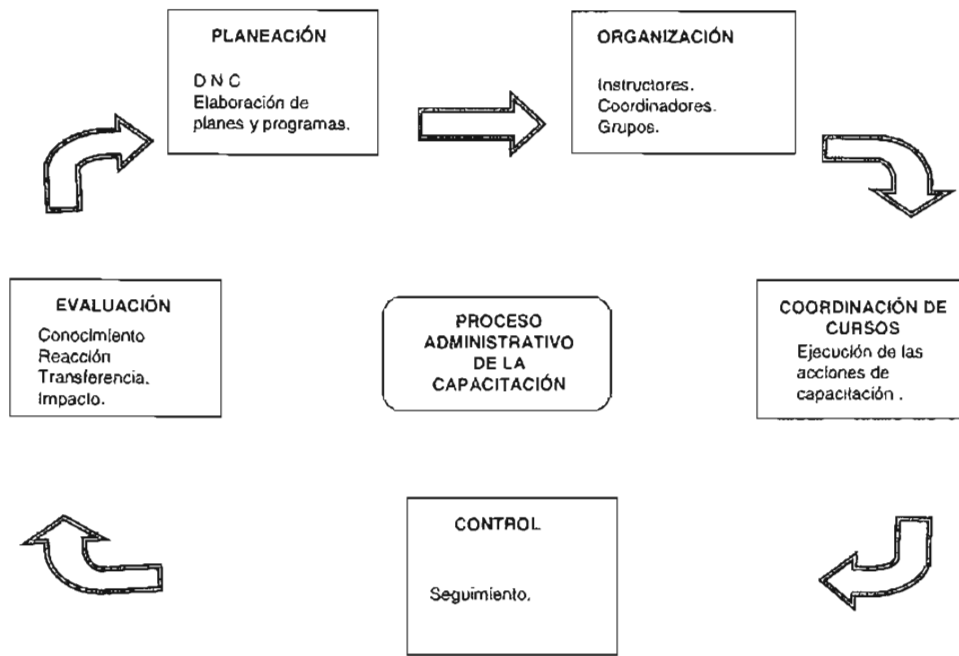 PLANEACIÓN
D N C
Elaboración de
planes y programas.
ORGANIZACIÓN
Instructores.
Coordinadores.
Grupos.
EVALUACIÓN
Conocimiento
Reacción
Transferencia.
Impacto.
PROCESO
ADMINISTRATIVO
DE LA
CAPACITACIÓN
COORDINACIÓN DE
CURSOS
Ejecución de las
acciones de
capacitación .
CONTROL
Seguimiento.